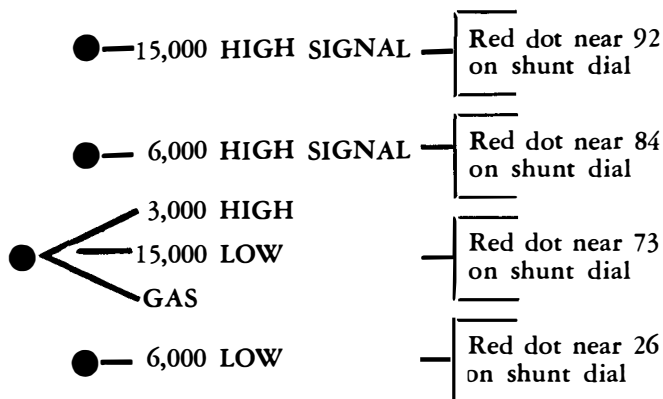 15,000 HIGH SIGNAL
Red dot near 92
on shunt dial
6,000 HIGH SIGNAL
Red dot near 84
on shunt dial
3,000 HIGH
15,000 LOW
GAS
Red dot near 73
on shunt dial
6,000 LOW
Red dot near 26
on shunt dial